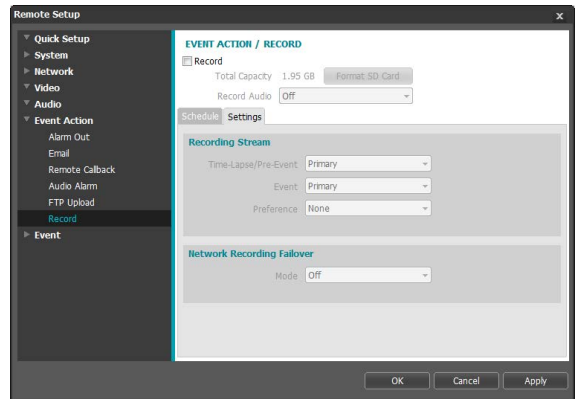 Remote Setup
x
Quick Setup
System
Network
Video
Audio
Event Action
Alarm Out
Email
Remote Callback
Audio Alarm
FTP Upload
Record
Event
EVENT ACTION / RECORD
Record
Total Capacity 1.95 GB Format SD Card
Record Audio Off
Schedule Settings
Recording Stream
Time-Lapse/Pre-Event Primary
Event Primary
Preference None
Network Recording Failover
Mode Off
OK Cancel Apply